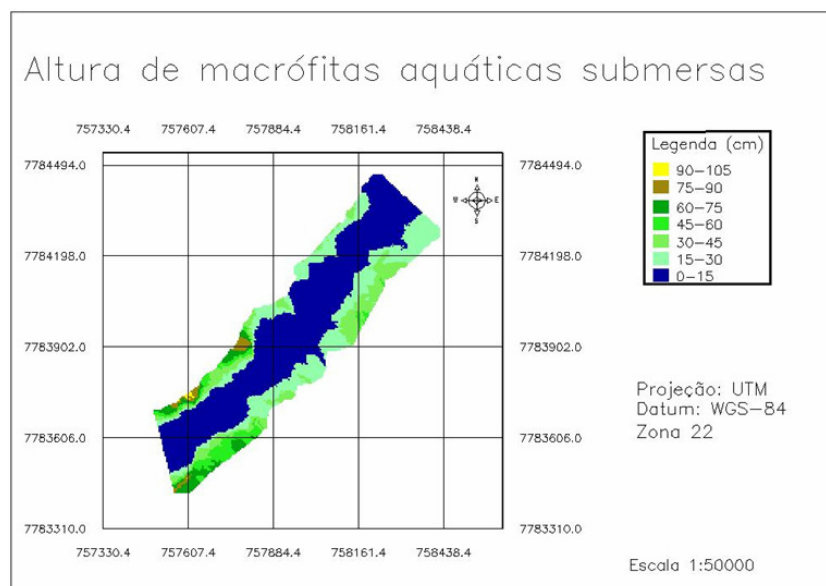 Altura de macrófitas aquáticas submersas
757330.4 757607.4 757884.4 758161.4 758438.4
7784494.0 7784494.0
7784198.0 7784198.0
7783902.0 7783902.0
7783606.0 7783606.0
7783310.0 7783310.0
757330.4 757607.4 757884.4 758161.4 758438.4
N
W E
S
Legenda (cm)
90-105
75-90
60-75
45-60
30-45
15-30
0-15
Projeção: UTM
Datum: WGS-84
Zona 22
Escala 1:50000